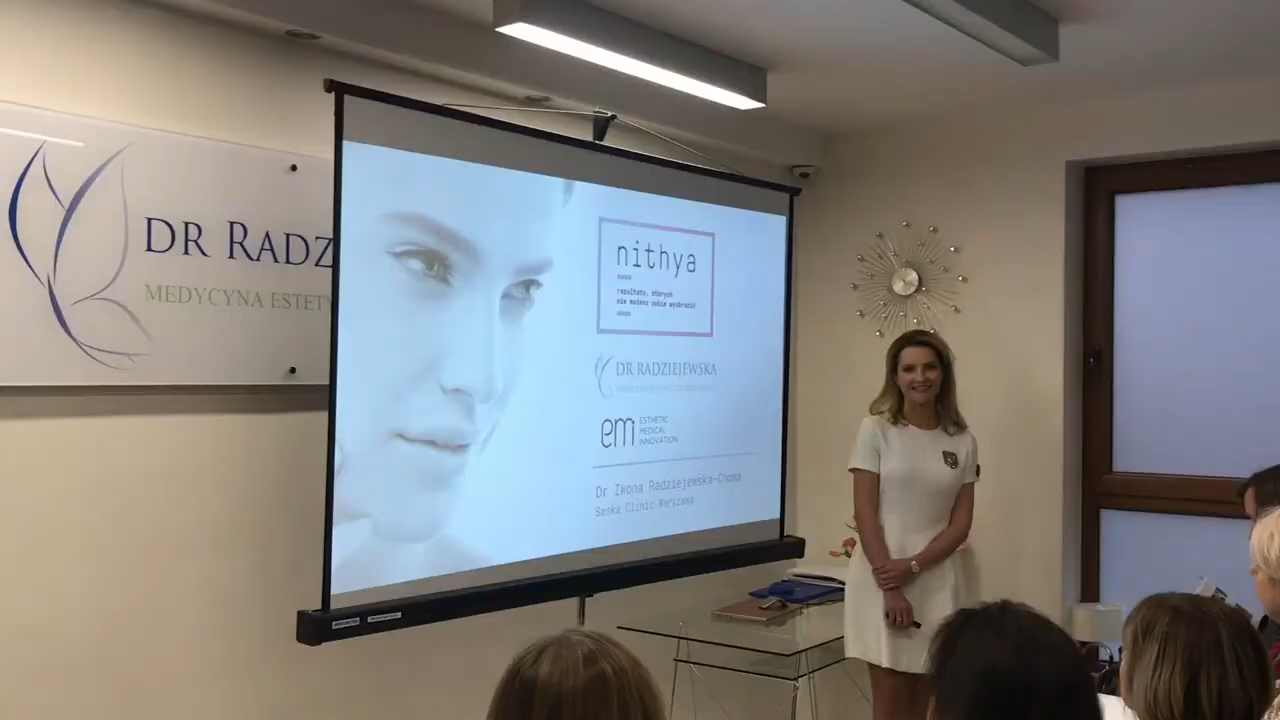 DR RADZ
MEDYCYNA ESTETY
nithya
rezultaty, których
nie możesz sobie wyobrazić
DR RADZIEJEWSKA
em
ESTHETIC
MEDICAL
INNOVATION
Dr Iwona Radziejewska-Choma
Saska Clinic Warszawa